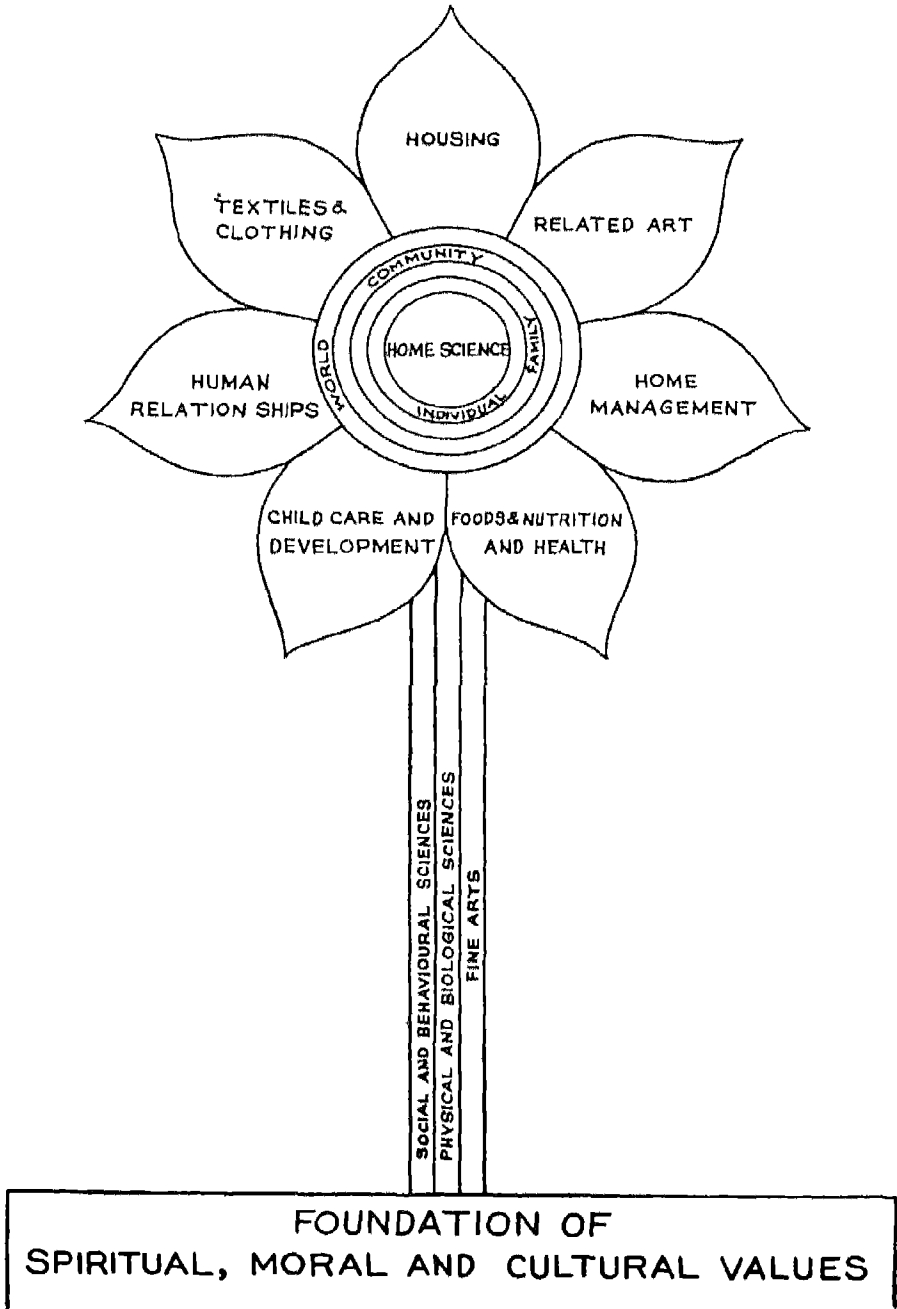 HOUSING
TEXTILES &
CLOTHING
RELATED ART
COMMUNITY
FAMILY
WORLD
HOME SCIENCE
INDIVIDUAL
HUMAN
RELATION SHIPS
HOME
MANAGEMENT
CHILD CARE AND
DEVELOPMENT
FOODS & NUTRITION
AND HEALTH
SOCIAL AND BEHAVIOURAL SCIENCES
PHYSICAL AND BIOLOGICAL SCIENCES
FINE ARTS
FOUNDATION OF
SPIRITUAL, MORAL AND CULTURAL VALUES